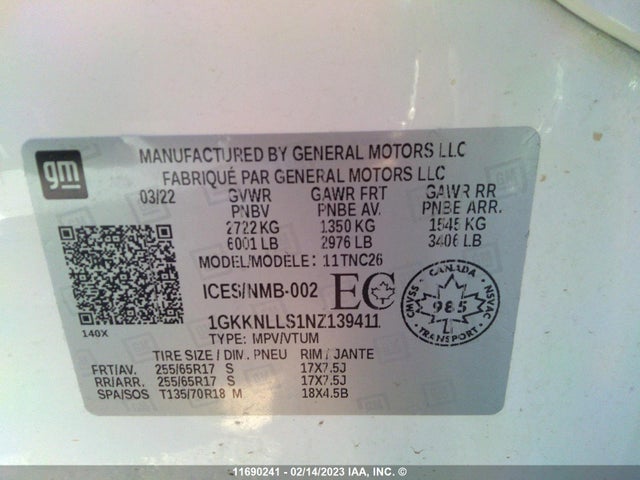 gm
MANUFACTURED BY GENERAL MOTORS LLC
FABRIQUÉ PAR GENERAL MOTORS LLC
03/22 GVWR GAWR FRT GAWR RR
PNBV PNBE AV. PNBE ARR.
2722 KG 1350 KG 1545 KG
6001 LB 2976 LB 3406 LB
MODEL/MODÈLE: 11TNC26
ICES/NMB-002 EC
CANADA
CMVSS 985 NSVAC
TRANSPORT
140X
1GKKNLLS1NZ139411
TYPE: MPV/VTUM
TIRE SIZE / DIM. PNEU RIM / JANTE
FRT/AV. 255/65R17 S 17X7.5J
RR/ARR. 255/65R17 S 17X7.5J
SPA/SOS T135/70R18 M 18X4.5B
11690241 - 02/14/2023 IAA, INC. ©